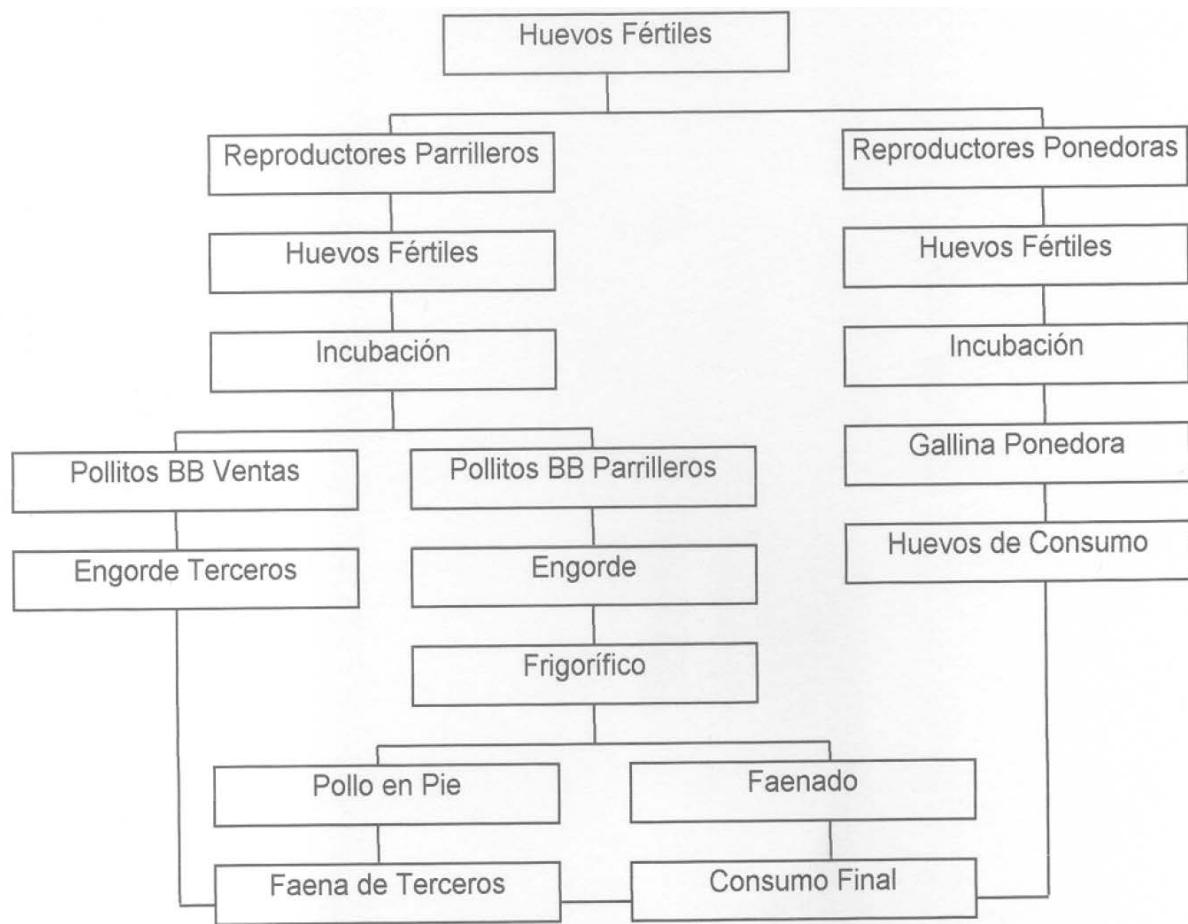 Huevos Fértiles
Reproductores Parrilleros
Reproductores Ponedoras
Huevos Fértiles
Huevos Fértiles
Incubación
Incubación
Pollitos BB Ventas
Pollitos BB Parrilleros
Gallina Ponedora
Engorde Terceros
Engorde
Huevos de Consumo
Frigorífico
Pollo en Pie
Faenado
Faena de Terceros
Consumo Final